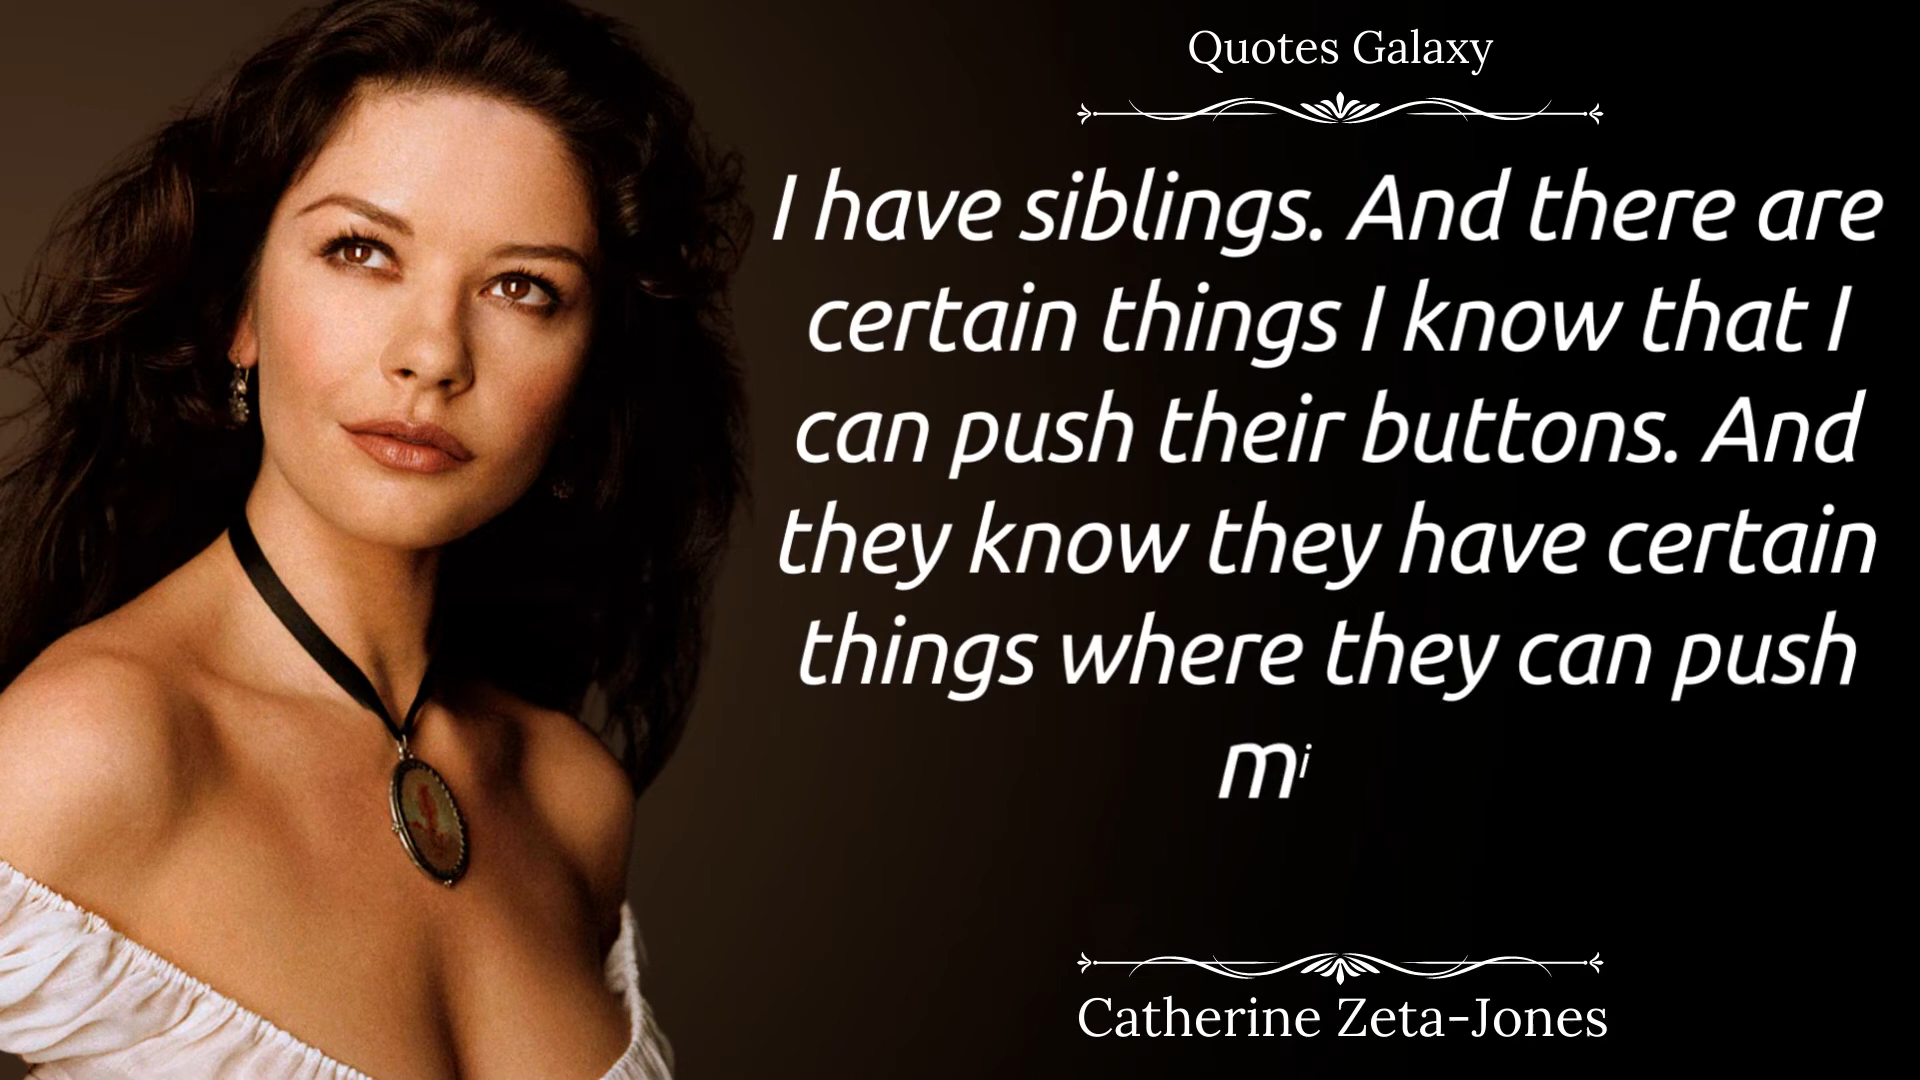 Quotes Galaxy
I have siblings. And there are
certain things I know that I
can push their buttons. And
they know they have certain
things where they can push
mi
Catherine Zeta-Jones